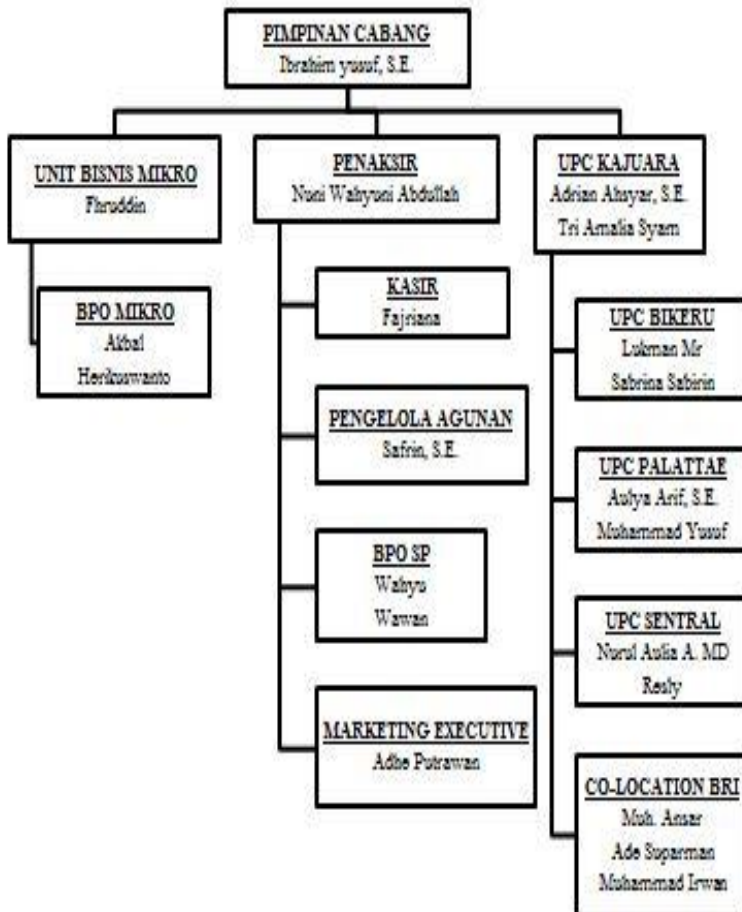 PIMPINAN CABANG
Ibrahim yusuf, S.E.
UNIT BISNIS MIKRO
Fhruddin
BPO MIKRO
Akbal
Herikuswanto
PENAKSIR
Nuni Wahyuni Abdullah
KASIR
Fajriana
PENGELOLA AGUNAN
Safrin, S.E.
BPO SP
Wahyu
Wawan
MARKETING EXECUTIVE
Adhe Putrawan
UPC KAJUARA
Adrian Ahsyar, S.E.
Tri Amalia Syam
UPC BIKERU
Lukman Mr
Sabrina Sabirin
UPC PALATTAE
Aulya Arif, S.E.
Muhammad Yusuf
UPC SENTRAL
Nurul Aulia A. MD
Resly
CO-LOCATION BRI
Muh. Ansar
Ade Suparman
Muhammad Irwan